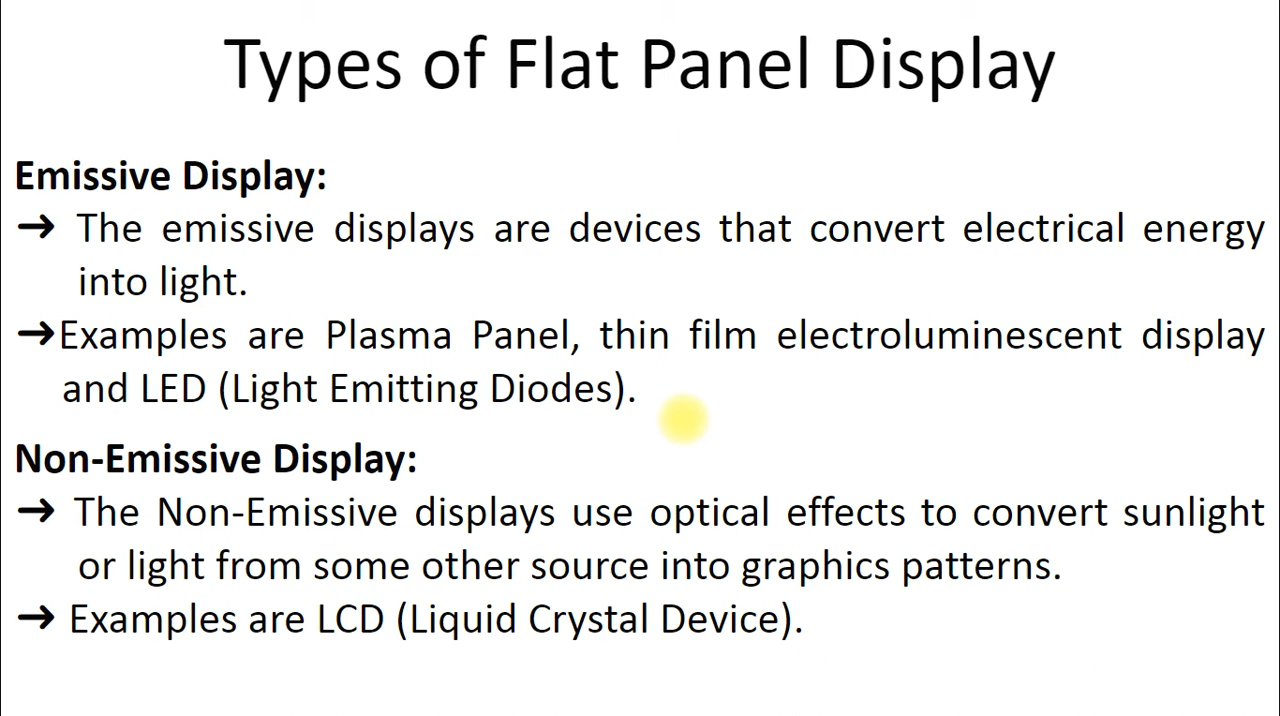 Types of Flat Panel Display
Emissive Display:
➔ The emissive displays are devices that convert electrical energy
into light.
➔Examples are Plasma Panel, thin film electroluminescent display
and LED (Light Emitting Diodes).
Non-Emissive Display:
➔ The Non-Emissive displays use optical effects to convert sunlight
or light from some other source into graphics patterns.
➔ Examples are LCD (Liquid Crystal Device).